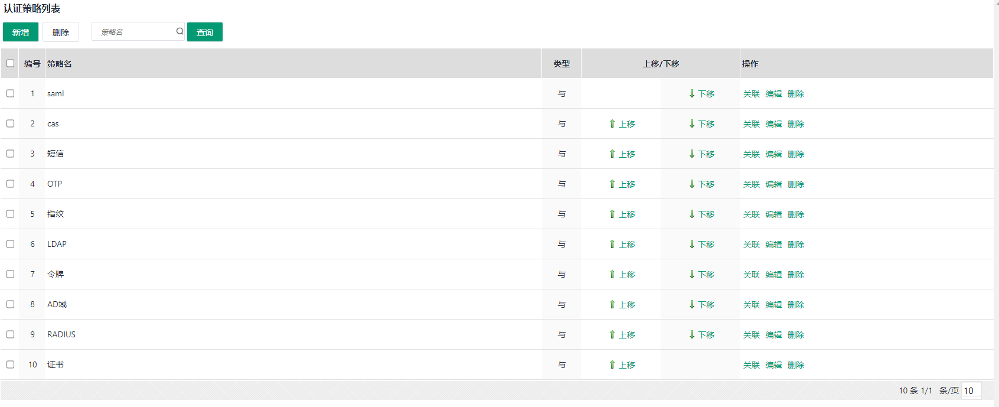 认证策略列表
新增 删除 策略名 查询
编号 策略名 类型 上移/下移 操作
1 saml 与 下移 关联 编辑 删除
2 cas 与 上移 下移 关联 编辑 删除
3 短信 与 上移 下移 关联 编辑 删除
4 OTP 与 上移 下移 关联 编辑 删除
5 指纹 与 上移 下移 关联 编辑 删除
6 LDAP 与 上移 下移 关联 编辑 删除
7 令牌 与 上移 下移 关联 编辑 删除
8 AD域 与 上移 下移 关联 编辑 删除
9 RADIUS 与 上移 下移 关联 编辑 删除
10 证书 与 上移 关联 编辑 删除
10 条 1/1 条/页 10